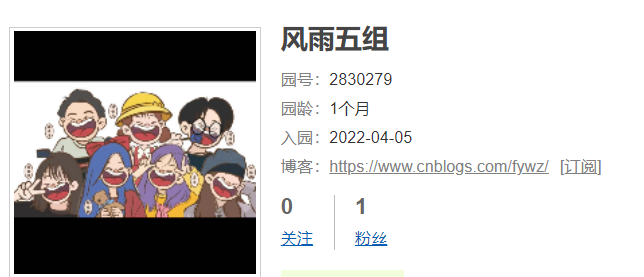 风雨五组
园号：2830279
园龄：1个月
入园：2022-04-05
博客：https://www.cnblogs.com/fywz/ [订阅]
0 1
关注 粉丝